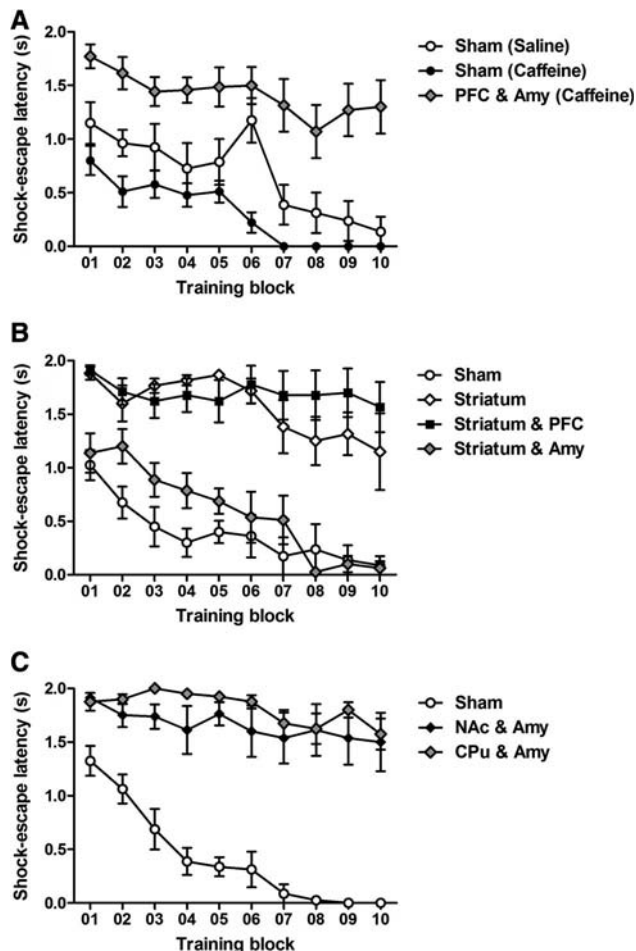 A
Shock-escape latency (s)
2.0
1.5
1.0
0.5
0.0
01 02 03 04 05 06 07 08 09 10
Training block
Sham (Saline)
Sham (Caffeine)
PFC & Amy (Caffeine)
B
Shock-escape latency (s)
2.0
1.5
1.0
0.5
0.0
01 02 03 04 05 06 07 08 09 10
Training block
Sham
Striatum
Striatum & PFC
Striatum & Amy
C
Shock-escape latency (s)
2.0
1.5
1.0
0.5
0.0
01 02 03 04 05 06 07 08 09 10
Training block
Sham
NAc & Amy
CPu & Amy